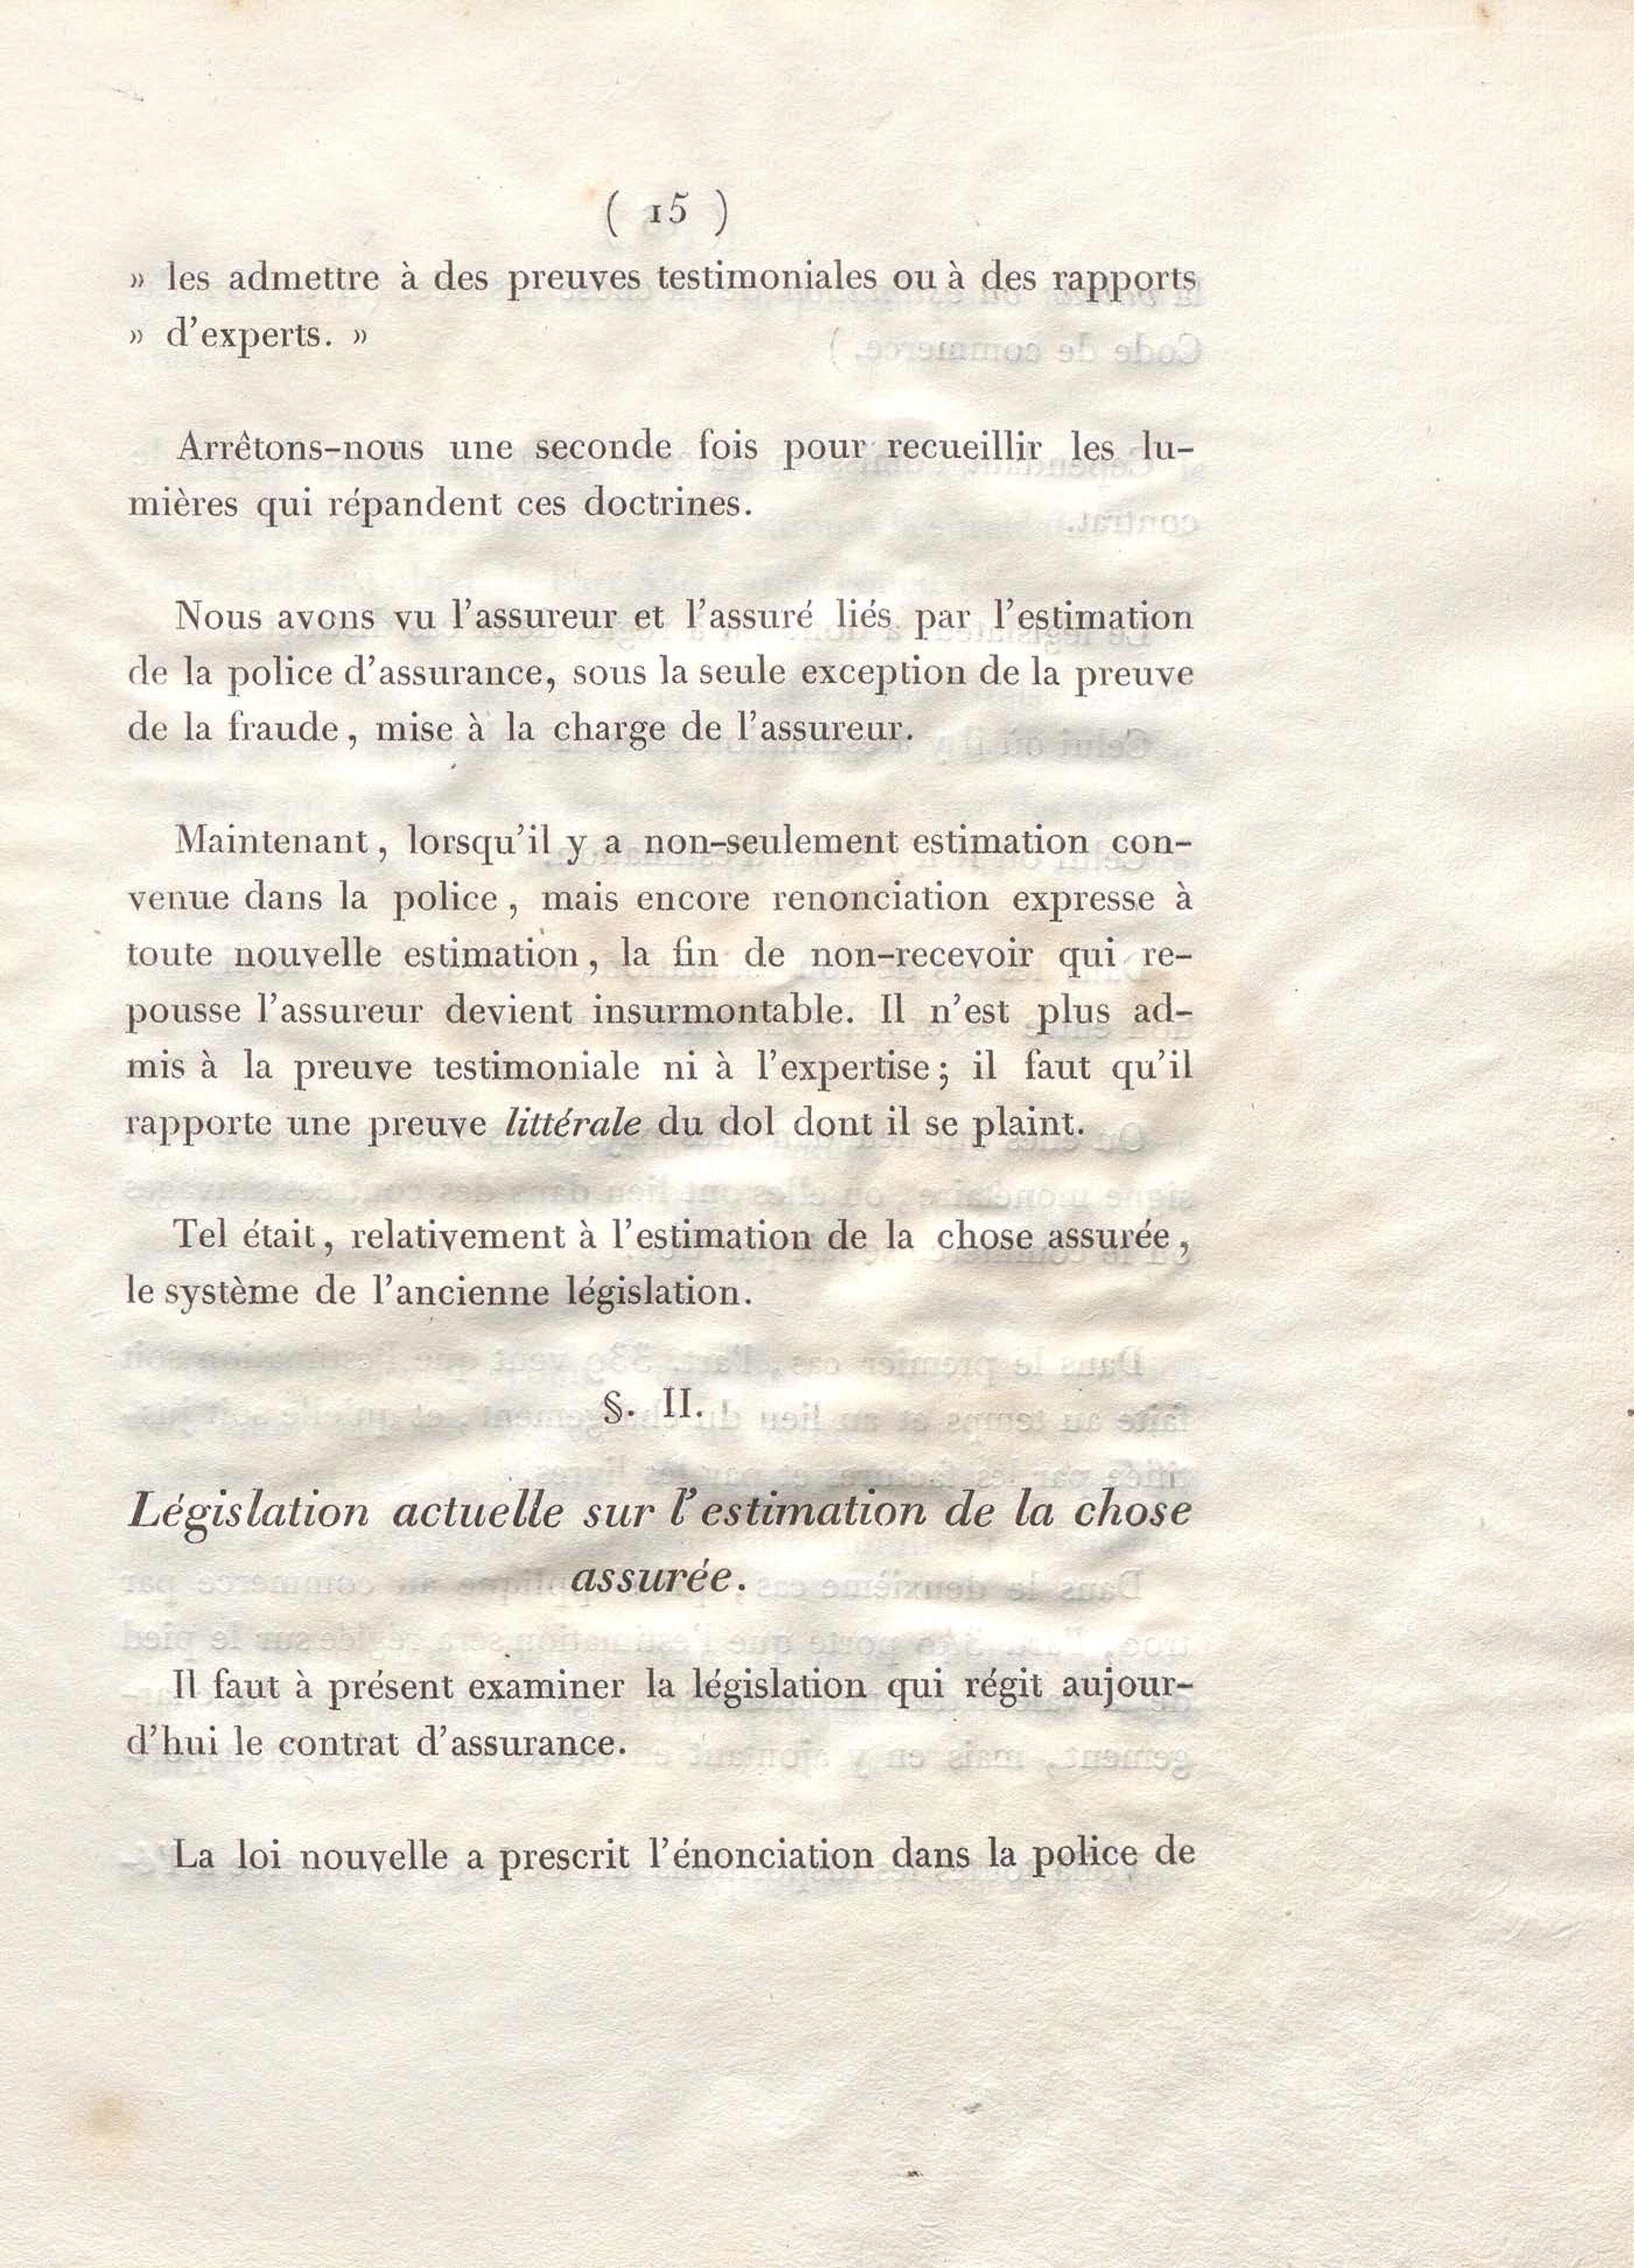 ( 15 )
» les admettre à des preuves testimoniales ou à des rapports
» d'experts. »
Arrêtons-nous une seconde fois pour recueillir les lu-
mières qui répandent ces doctrines.
Nous avons vu l'assureur et l'assuré liés par l'estimation
de la police d'assurance, sous la seule exception de la preuve
de la fraude, mise à la charge de l'assureur.
Maintenant, lorsqu'il y a non-seulement estimation con-
venue dans la police, mais encore renonciation expresse à
toute nouvelle estimation, la fin de non-recevoir qui re-
pousse l'assureur devient insurmontable. Il n'est plus ad-
mis à la preuve testimoniale ni à l'expertise; il faut qu'il
rapporte une preuve littérale du dol dont il se plaint.
Tel était, relativement à l'estimation de la chose assurée,
le système de l'ancienne législation.
§. II.
Législation actuelle sur l'estimation de la chose
assurée.
Il faut à présent examiner la législation qui régit aujour-
d'hui le contrat d'assurance.
La loi nouvelle a prescrit l'énonciation dans la police de